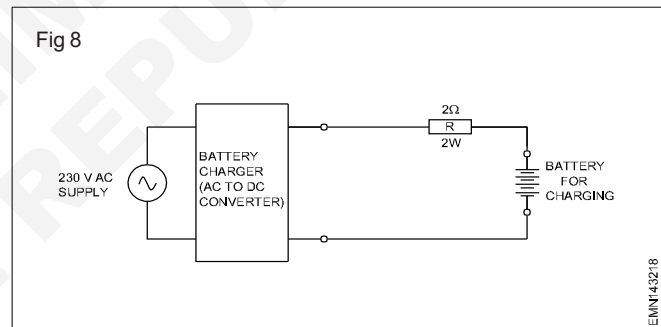 Fig 8
230 V AC
SUPPLY
BATTERY
CHARGER
(AC TO DC
CONVERTER)
2Ω
R
2W
BATTERY
FOR
CHARGING
EMN143218